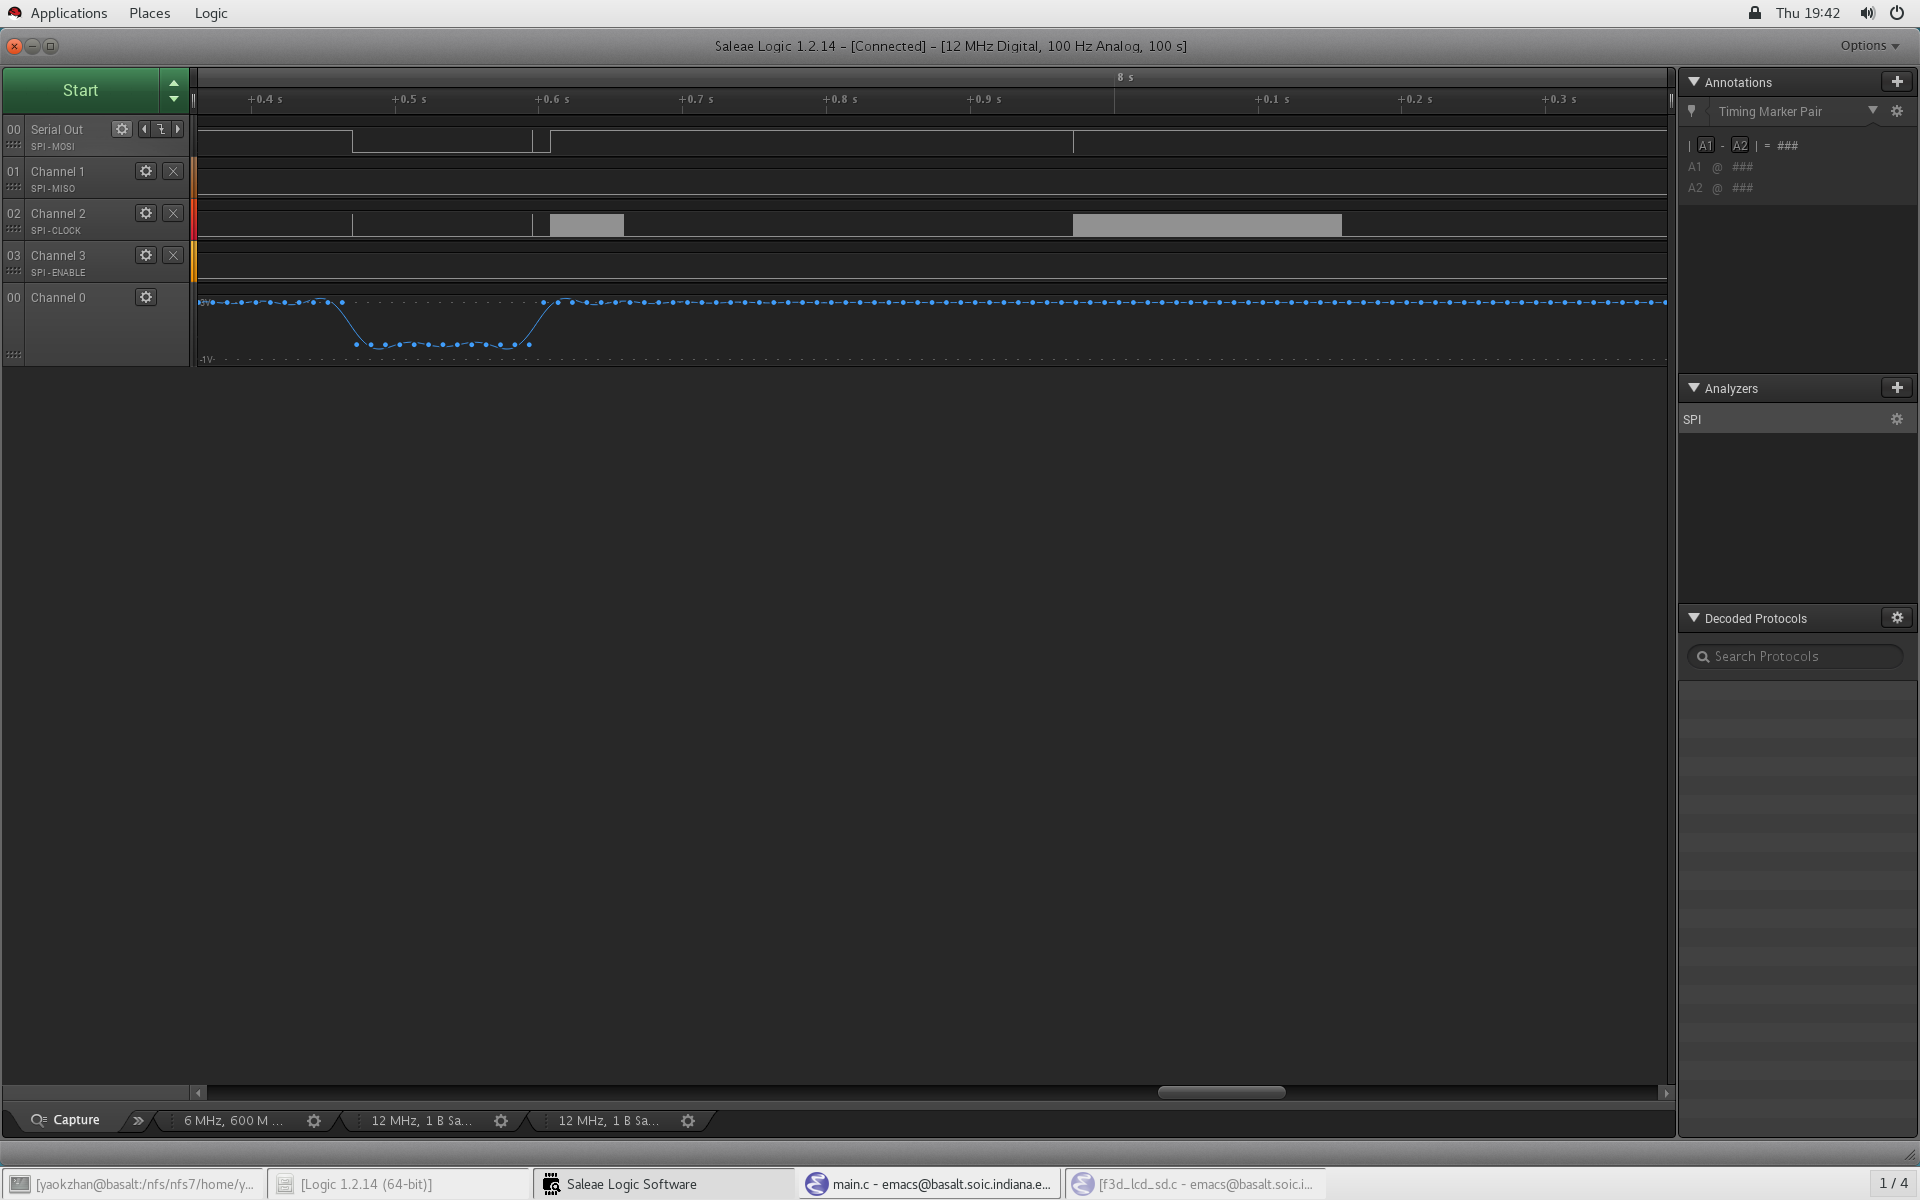 Applications Places Logic Thu 19:42
Saleae Logic 1.2.14 - [Connected] - [12 MHz Digital, 100 Hz Analog, 100 s] Options
Start
8 s
+0.4 s +0.5 s +0.6 s +0.7 s +0.8 s +0.9 s +0.1 s +0.2 s +0.3 s
00 Serial Out
SPI - MOSI
01 Channel 1
SPI - MISO
02 Channel 2
SPI - CLOCK
03 Channel 3
SPI - ENABLE
00 Channel 0
3V
-1V
Annotations
Timing Marker Pair
| A1 - A2 | = ###
A1 @ ###
A2 @ ###
Analyzers
SPI
Decoded Protocols
Search Protocols
Capture 6 MHz, 600 M ... 12 MHz, 1 B Sa... 12 MHz, 1 B Sa...
[yaokzhan@basalt:/nfs/nfs7/home/y... [Logic 1.2.14 (64-bit)] Saleae Logic Software main.c - emacs@basalt.soic.indiana.e... [f3d_lcd_sd.c - emacs@basalt.soic.i... 1 / 4